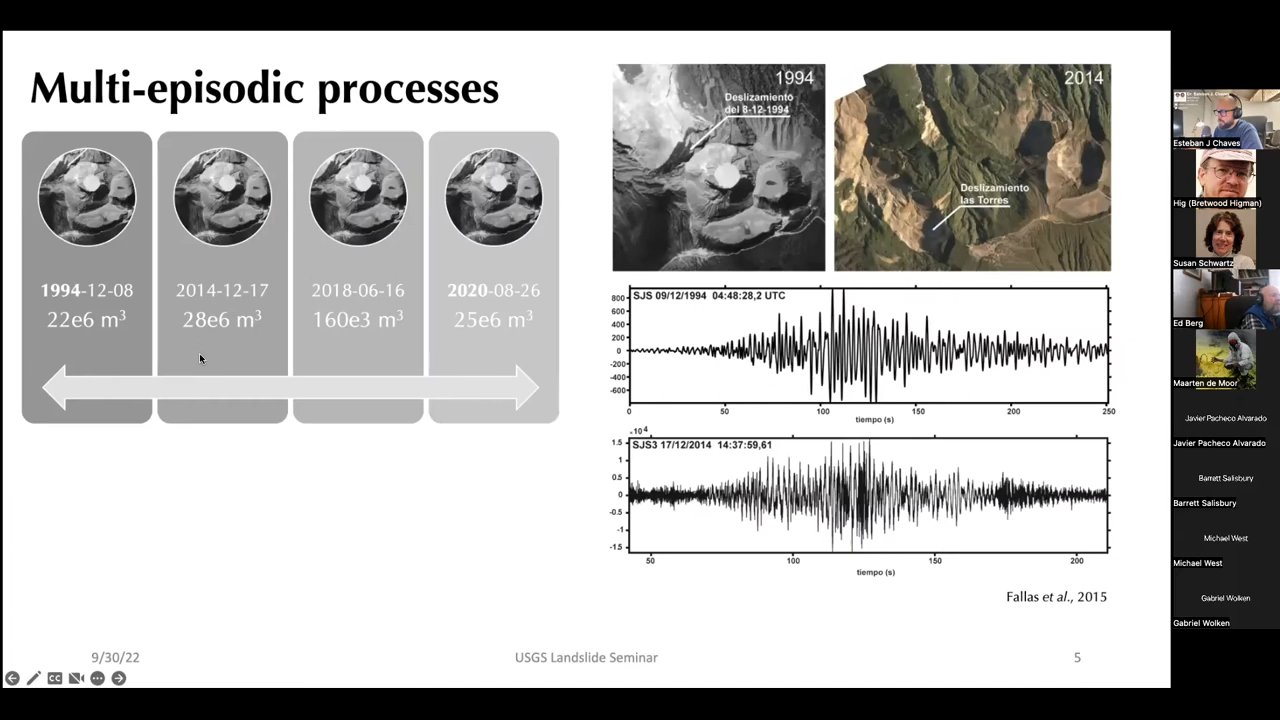 Multi-episodic processes
1994-12-08
22e6 m³
2014-12-17
28e6 m³
2018-06-16
160e3 m³
2020-08-26
25e6 m³
1994
Deslizamiento
del 8-12-1994
2014
Deslizamiento
las Torres
SJS 09/12/1994 04:48:28,2 UTC
800
600
400
200
0
-200
-400
-600
0
50
100
150
200
250
tiempo (s)
.10⁴
SJS3 17/12/2014 14:37:59,61
1.5
1
0.5
0
-0.5
-1
-1.5
50
100
150
200
tiempo (s)
Fallas et al., 2015
9/30/22
USGS Landslide Seminar
5
CC
Esteban J Chaves
Hig (Bretwood Higman)
Susan Schwartz
Ed Berg
Maarten de Moor
Javier Pacheco Alvarado
Javier Pacheco Alvarado
Barrett Salisbury
Barrett Salisbury
Michael West
Michael West
Gabriel Wolken
Gabriel Wolken